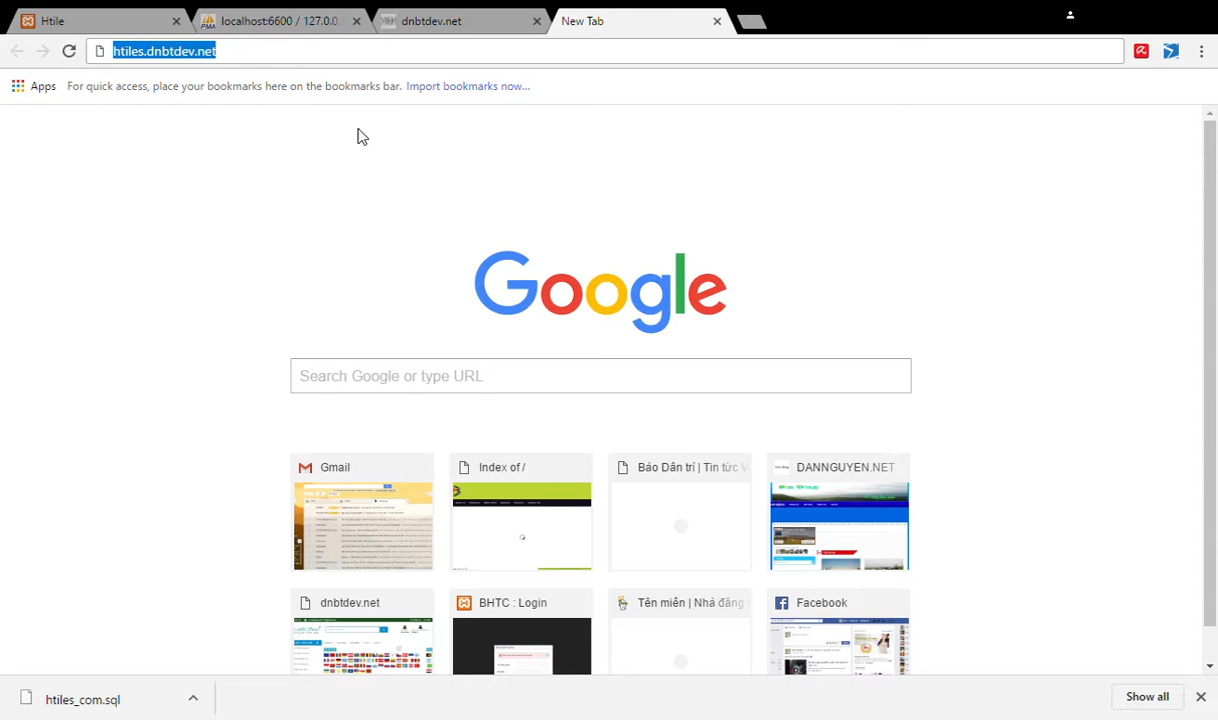 Htile
localhost:6600 / 127.0.0.
dnbtdev.net
New Tab
htiles.dnbtdev.net
Apps
For quick access, place your bookmarks here on the bookmarks bar. Import bookmarks now...
Google
Search Google or type URL
Gmail
Index of /
Báo Dân trí | Tin tức V
DANNGUYEN.NET
dnbtdev.net
BHTC : Login
Tên miền | Nhà đăng
Facebook
htiles_com.sql
Show all